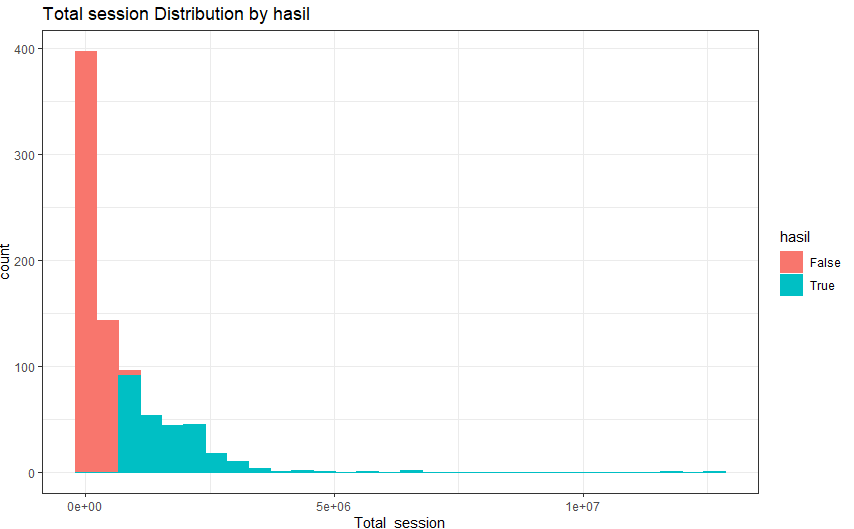 Total session Distribution by hasil
400
300
200
100
0
count
0e+00
5e+06
1e+07
Total_session
hasil
False
True